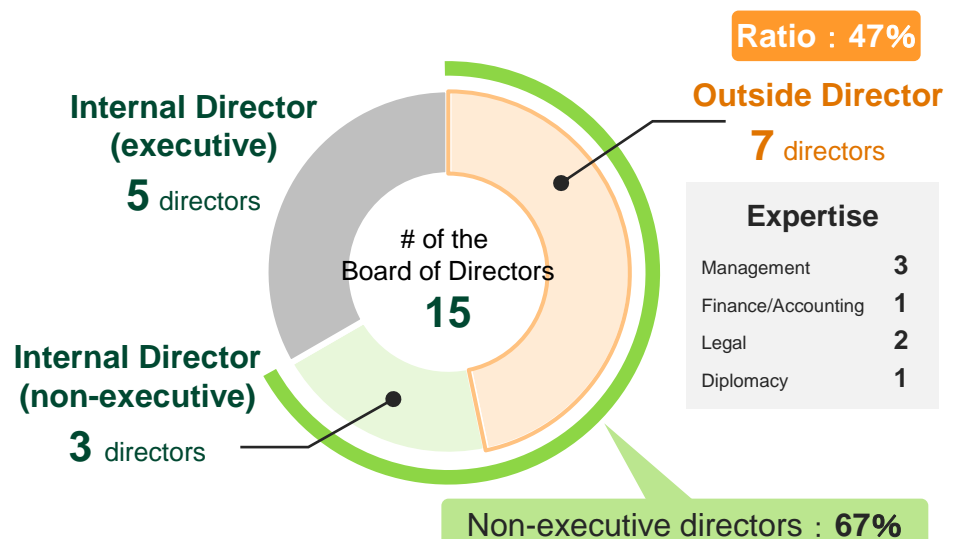 Ratio：47%
Outside Director
7 directors
Internal Director
(executive)
5 directors
Expertise
Management 3
Finance/Accounting 1
Legal 2
Diplomacy 1
# of the
Board of Directors
15
Internal Director
(non-executive)
3 directors
Non-executive directors：67%